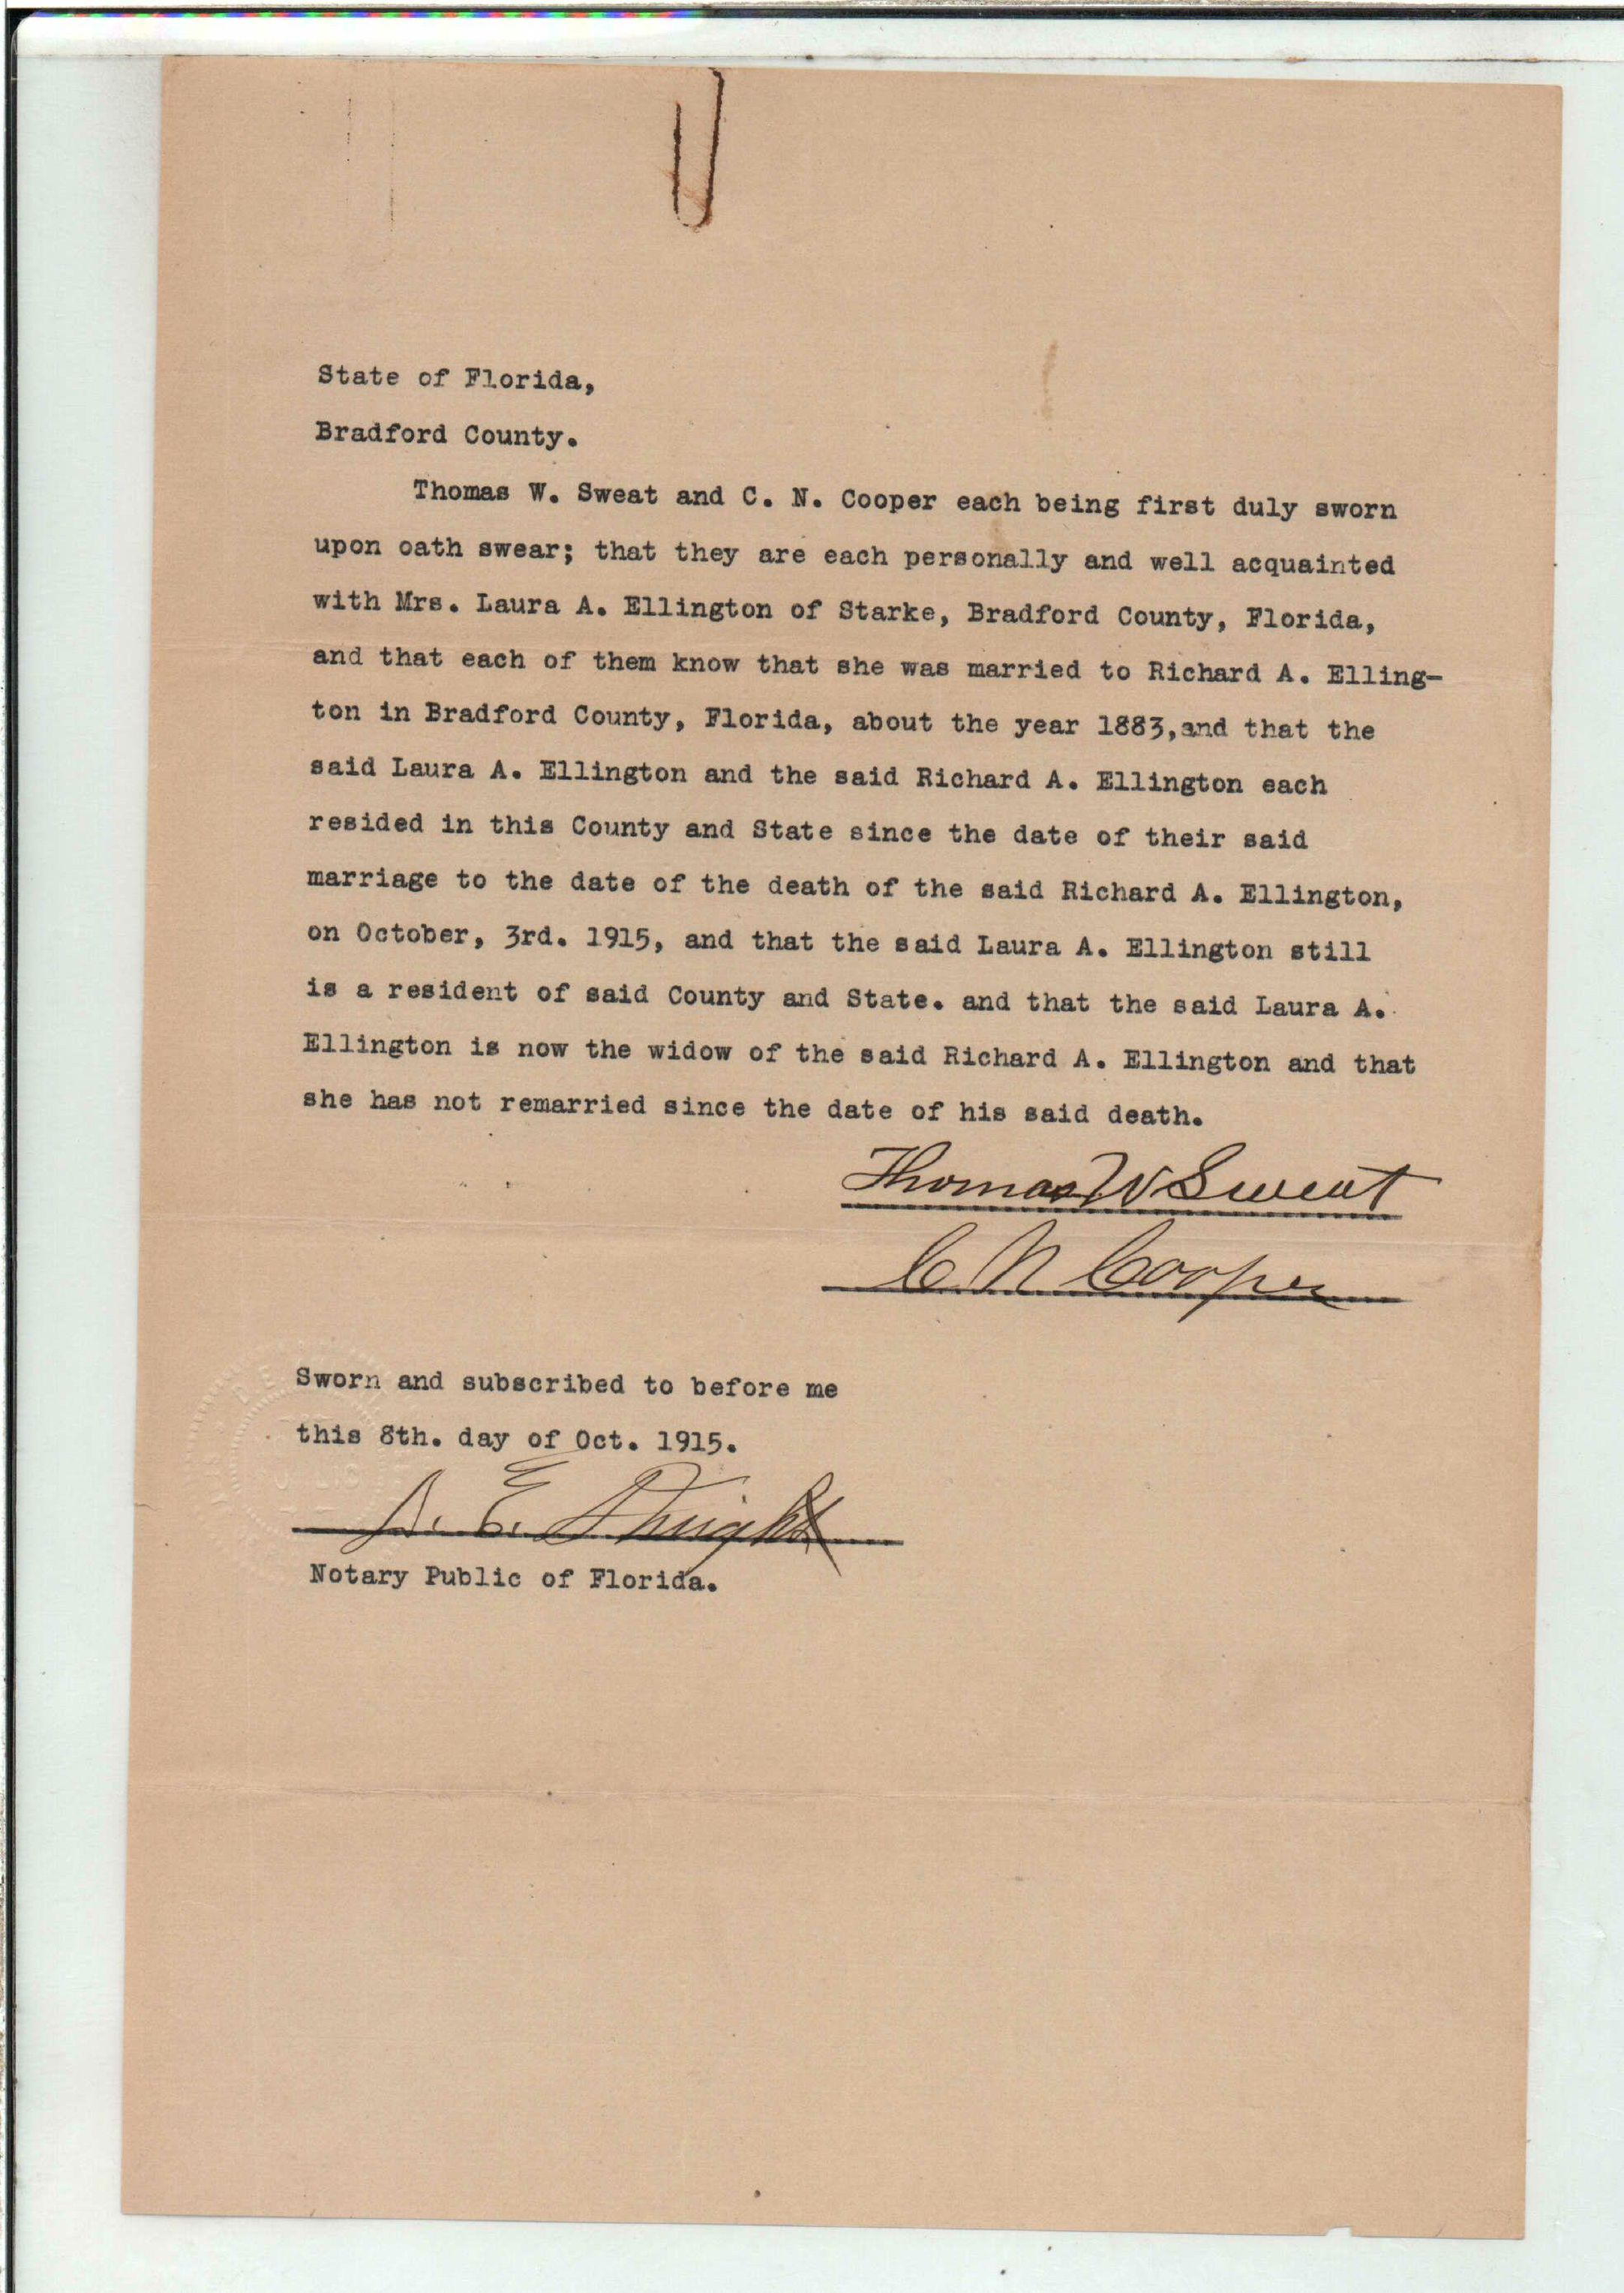 State of Florida,
Bradford County.
Thomas W. Sweat and C. N. Cooper each being first duly sworn
upon oath swear; that they are each personally and well acquainted
with Mrs. Laura A. Ellington of Starke, Bradford County, Florida,
and that each of them know that she was married to Richard A. Elling-
ton in Bradford County, Florida, about the year 1883,and that the
said Laura A. Ellington and the said Richard A. Ellington each
resided in this County and State since the date of their said
marriage to the date of the death of the said Richard A. Ellington,
on October, 3rd. 1915, and that the said Laura A. Ellington still
is a resident of said County and State. and that the said Laura A.
Ellington is now the widow of the said Richard A. Ellington and that
she has not remarried since the date of his said death.
Thomas W Sweat
C N Cooper
Sworn and subscribed to before me
this 8th. day of Oct. 1915.
E. Knight
Notary Public of Florida.